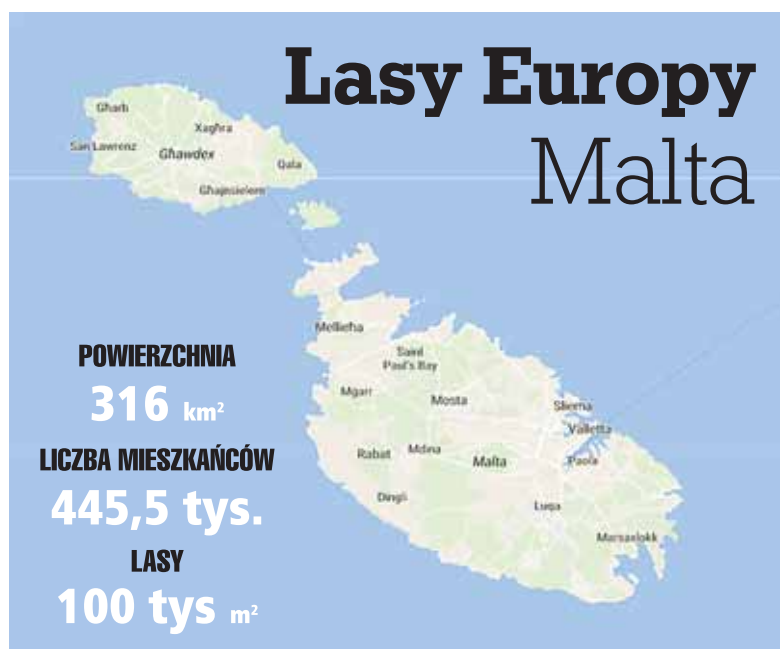 Lasy Europy
Malta
Għarb
Xagħra
San Lawrenz
Għawdex
Qala
Għajnsielem
Mellieħa
Saint
Paul's Bay
Mgarr
Mosta
Sliema
Valletta
Rabat
Mdina
Malta
Paola
Dingli
Luqa
Marsaxlokk
POWIERZCHNIA
316 km²
LICZBA MIESZKAŃCÓW
445,5 tys.
LASY
100 tys m²